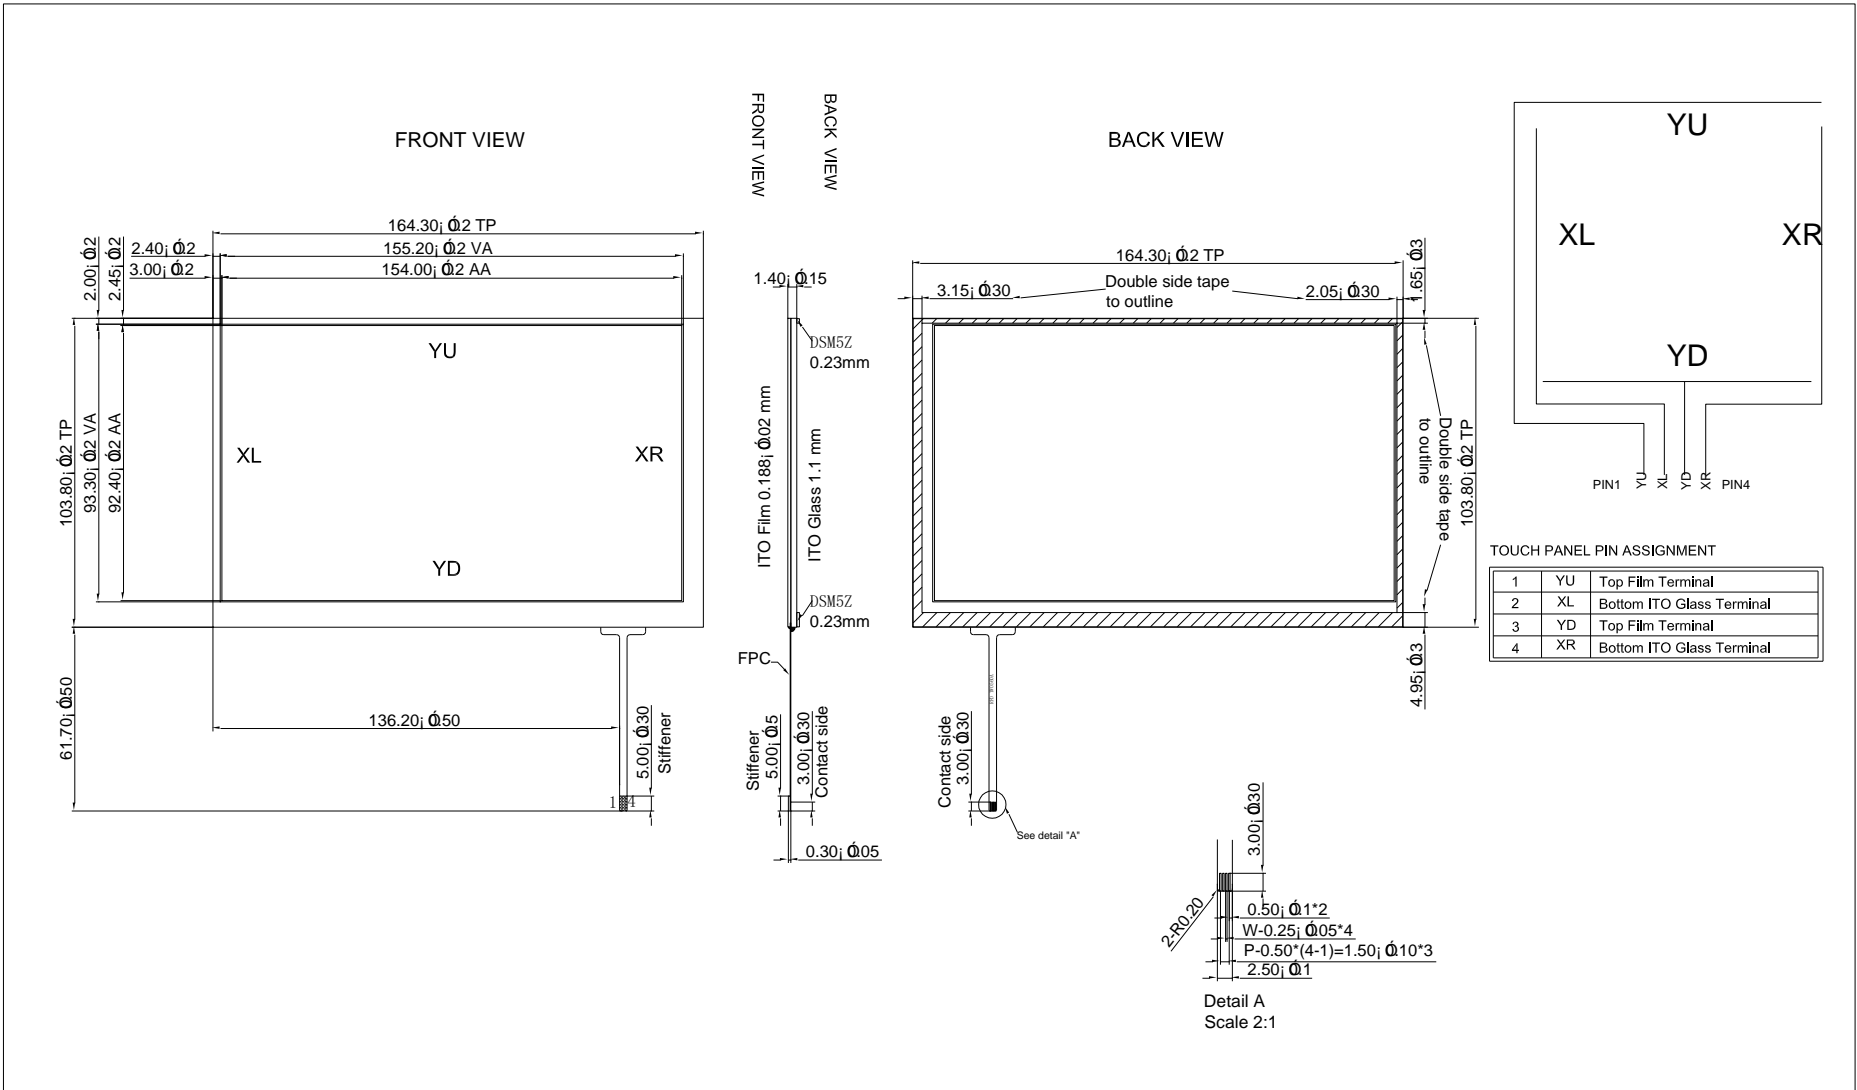 FRONT VIEW
FRONT VIEW
BACK VIEW
BACK VIEW
164.30¡Ó0.2 TP
2.40¡Ó0.2
155.20¡Ó0.2 VA
3.00¡Ó0.2
154.00¡Ó0.2 AA
2.00¡Ó0.2
2.45¡Ó0.2
103.80¡Ó0.2 TP
93.30¡Ó0.2 VA
92.40¡Ó0.2 AA
YU
XL
XR
YD
61.70¡Ó0.50
136.20¡Ó0.50
5.00¡Ó0.30
Stiffener
1
4
1.40¡Ó0.15
DSM5Z
0.23mm
ITO Film 0.188¡Ó0.02 mm
ITO Glass 1.1 mm
DSM5Z
0.23mm
FPC
Stiffener
5.00¡Ó0.5
3.00¡Ó0.30
Contact side
0.30¡Ó0.05
164.30¡Ó0.2 TP
3.15¡Ó0.30
Double side tape
to outline
2.05¡Ó0.30
.65¡Ó0.3
Double side tape
to outline
103.80¡Ó0.2 TP
4.95¡Ó0.3
Contact side
3.00¡Ó0.30
See detail "A"
3.00¡Ó0.30
2-R0.20
0.50¡Ó0.1*2
W-0.25¡Ó0.05*4
P-0.50*(4-1)=1.50¡Ó0.10*3
2.50¡Ó0.1
Detail A
Scale 2:1
YU
XL
XR
YD
PIN1 YU XL YD XR PIN4
TOUCH PANEL PIN ASSIGNMENT
1 YU Top Film Terminal
2 XL Bottom ITO Glass Terminal
3 YD Top Film Terminal
4 XR Bottom ITO Glass Terminal